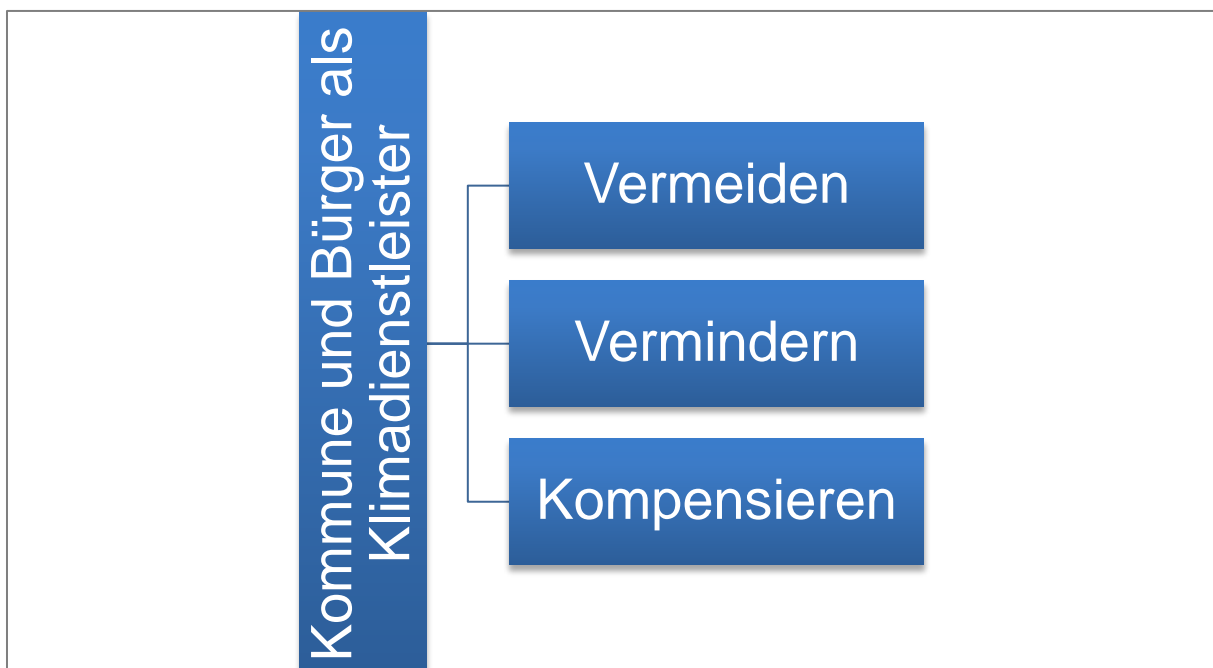 Kommune und Bürger als
Klimadienstleister
Vermeiden
Vermindern
Kompensieren